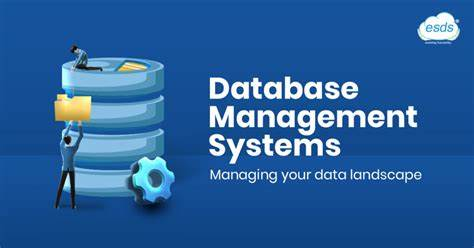 esds
Database
Management
Systems
Managing your data landscape